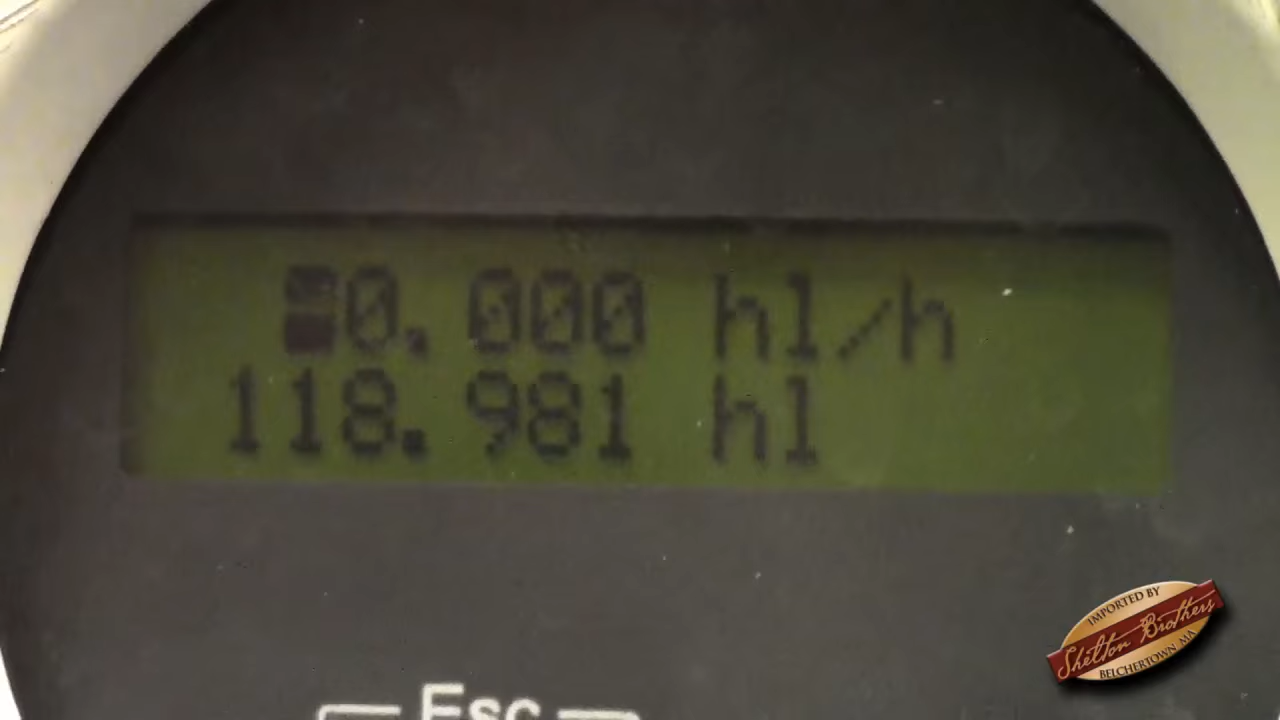 0.000 hl/h
118.981 hl
Esc
IMPORTED BY
Shelton Brothers
BELCHERTOWN, MA